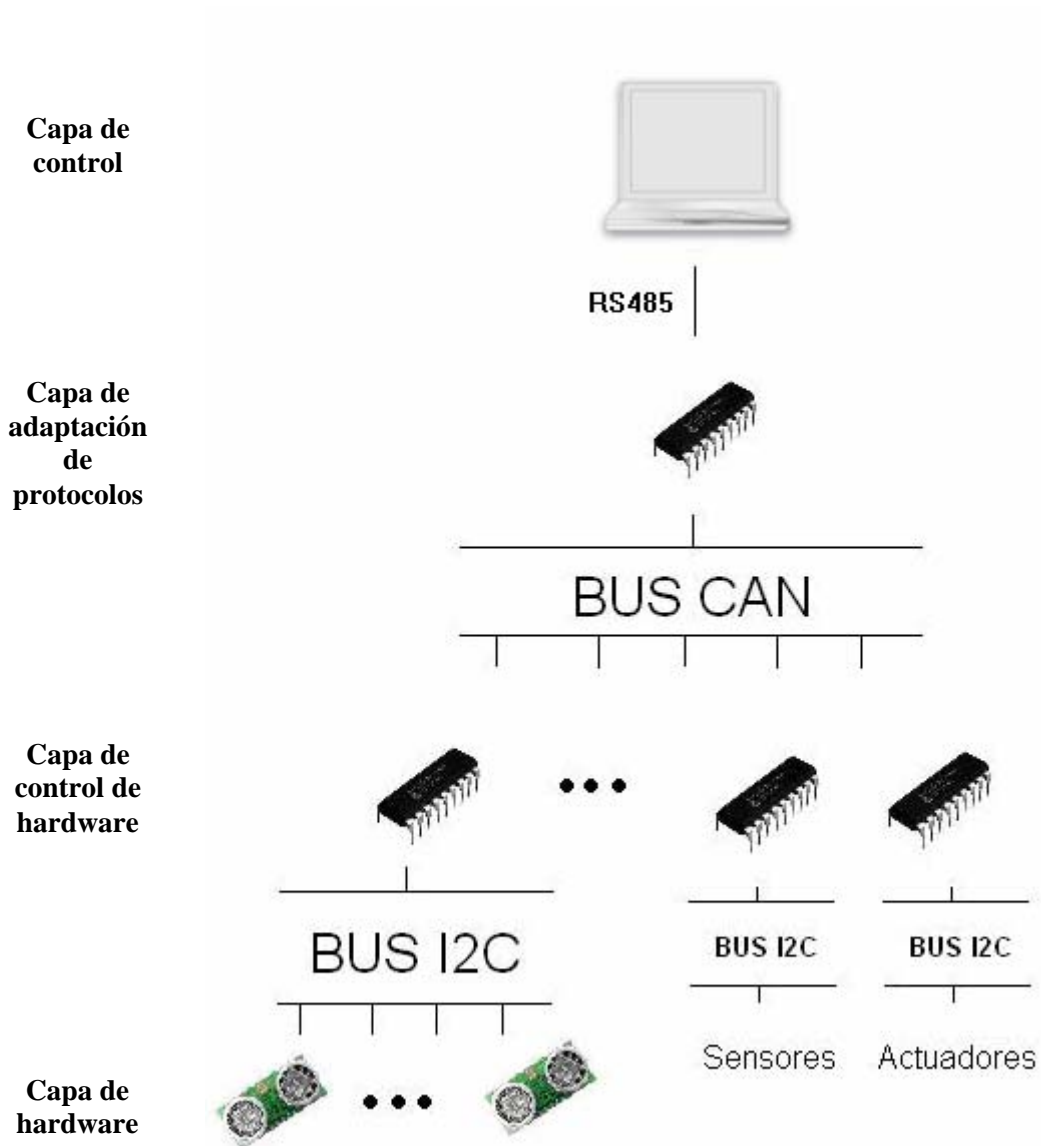 Capa de
control
RS485
Capa de
adaptación
de
protocolos
BUS CAN
Capa de
control de
hardware
BUS I2C
BUS I2C
BUS I2C
Sensores
Actuadores
Capa de
hardware